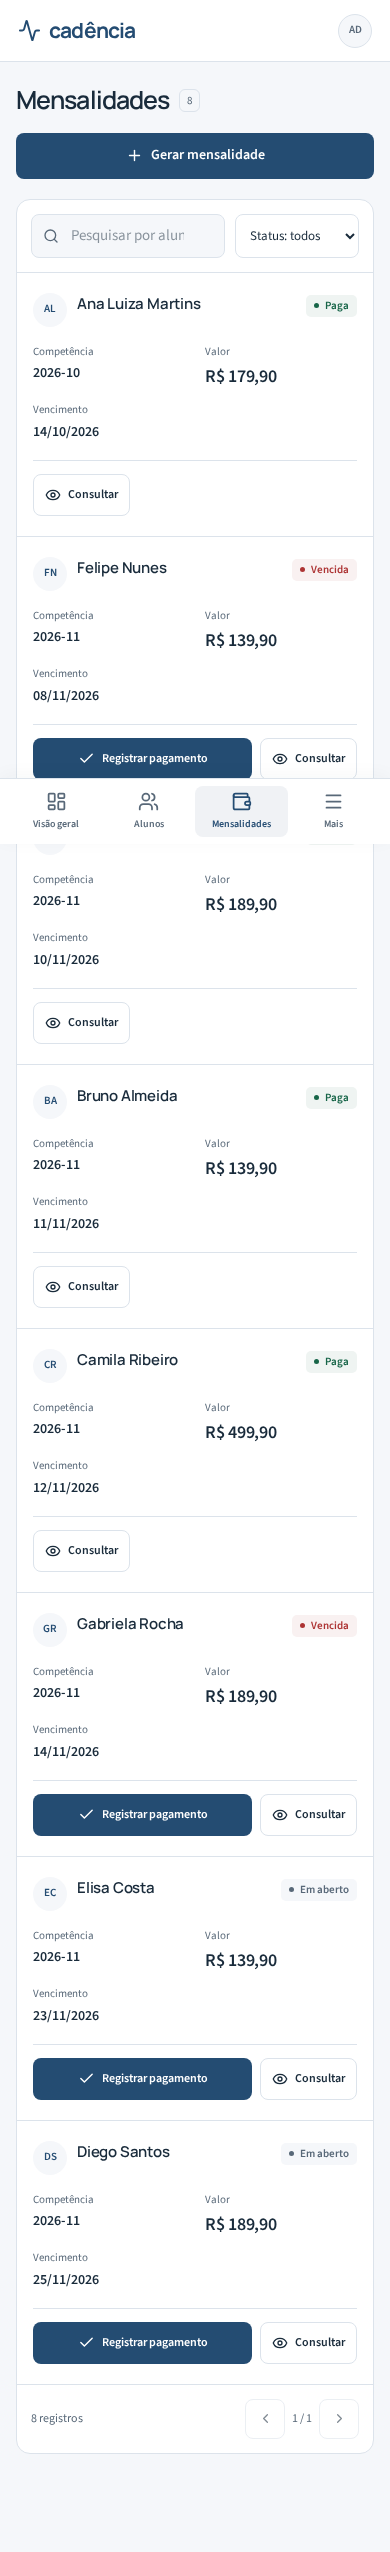 cadência
AD
Mensalidades 8
Gerar mensalidade
Pesquisar por alun
Status: todos
AL Ana Luiza Martins Paga
Competência Valor
2026-10 R$ 179,90
Vencimento
14/10/2026
Consultar
FN Felipe Nunes Vencida
Competência Valor
2026-11 R$ 139,90
Vencimento
08/11/2026
Registrar pagamento Consultar
Visão geral Alunos Mensalidades Mais
Competência Valor
2026-11 R$ 189,90
Vencimento
10/11/2026
Consultar
BA Bruno Almeida Paga
Competência Valor
2026-11 R$ 139,90
Vencimento
11/11/2026
Consultar
CR Camila Ribeiro Paga
Competência Valor
2026-11 R$ 499,90
Vencimento
12/11/2026
Consultar
GR Gabriela Rocha Vencida
Competência Valor
2026-11 R$ 189,90
Vencimento
14/11/2026
Registrar pagamento Consultar
EC Elisa Costa Em aberto
Competência Valor
2026-11 R$ 139,90
Vencimento
23/11/2026
Registrar pagamento Consultar
DS Diego Santos Em aberto
Competência Valor
2026-11 R$ 189,90
Vencimento
25/11/2026
Registrar pagamento Consultar
8 registros 1 / 1